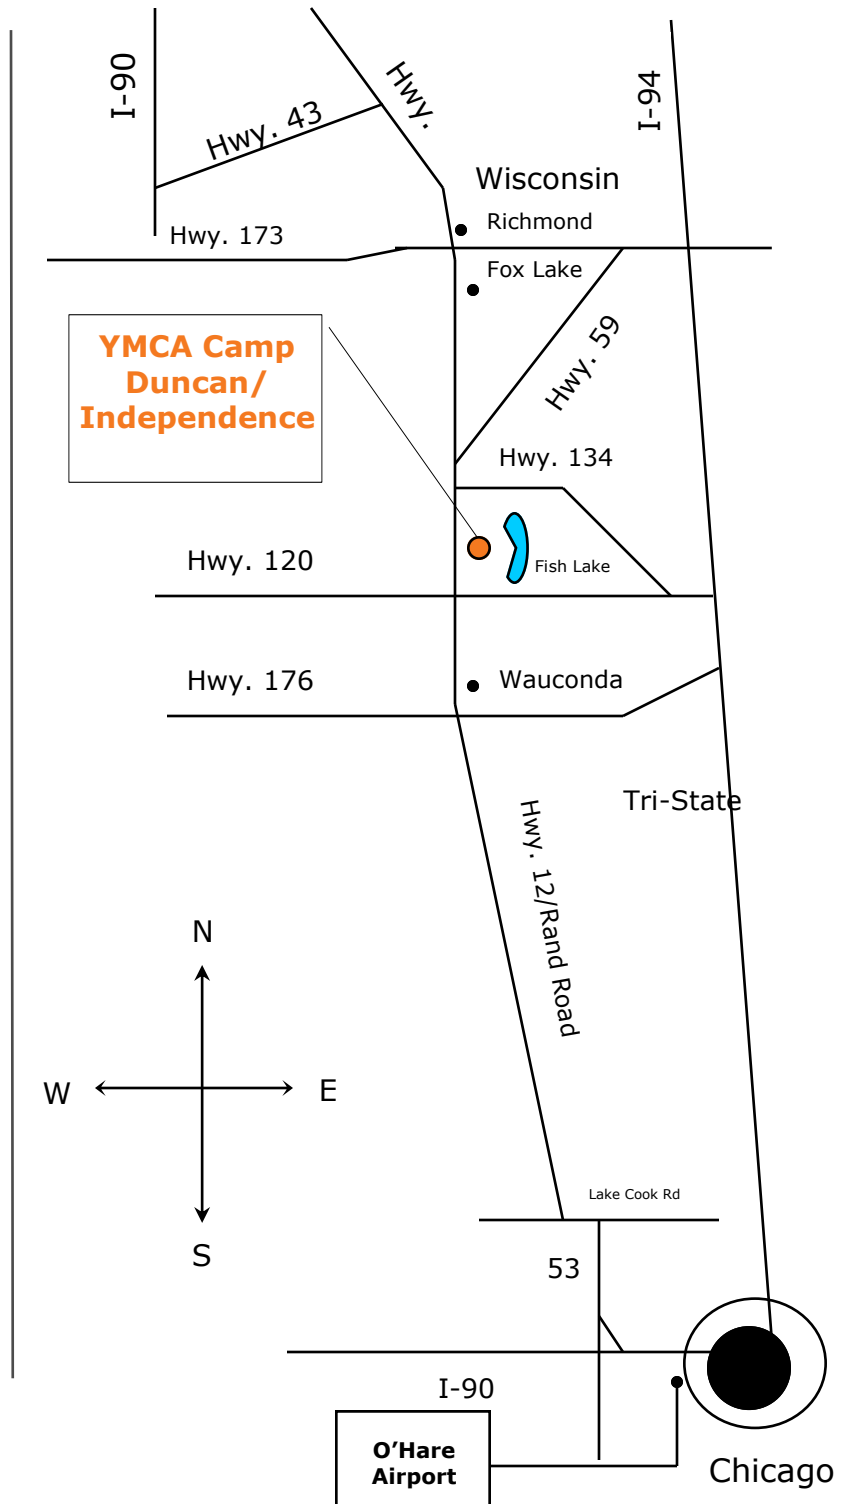 I-90
Hwy.
Hwy. 43
I-94
Wisconsin
Richmond
Hwy. 173
Fox Lake
YMCA Camp
Duncan/
Independence
Hwy. 59
Hwy. 134
Hwy. 120
Fish Lake
Hwy. 176
Wauconda
Tri-State
Hwy. 12/Rand Road
N
W
E
S
Lake Cook Rd
53
I-90
O’Hare
Airport
Chicago